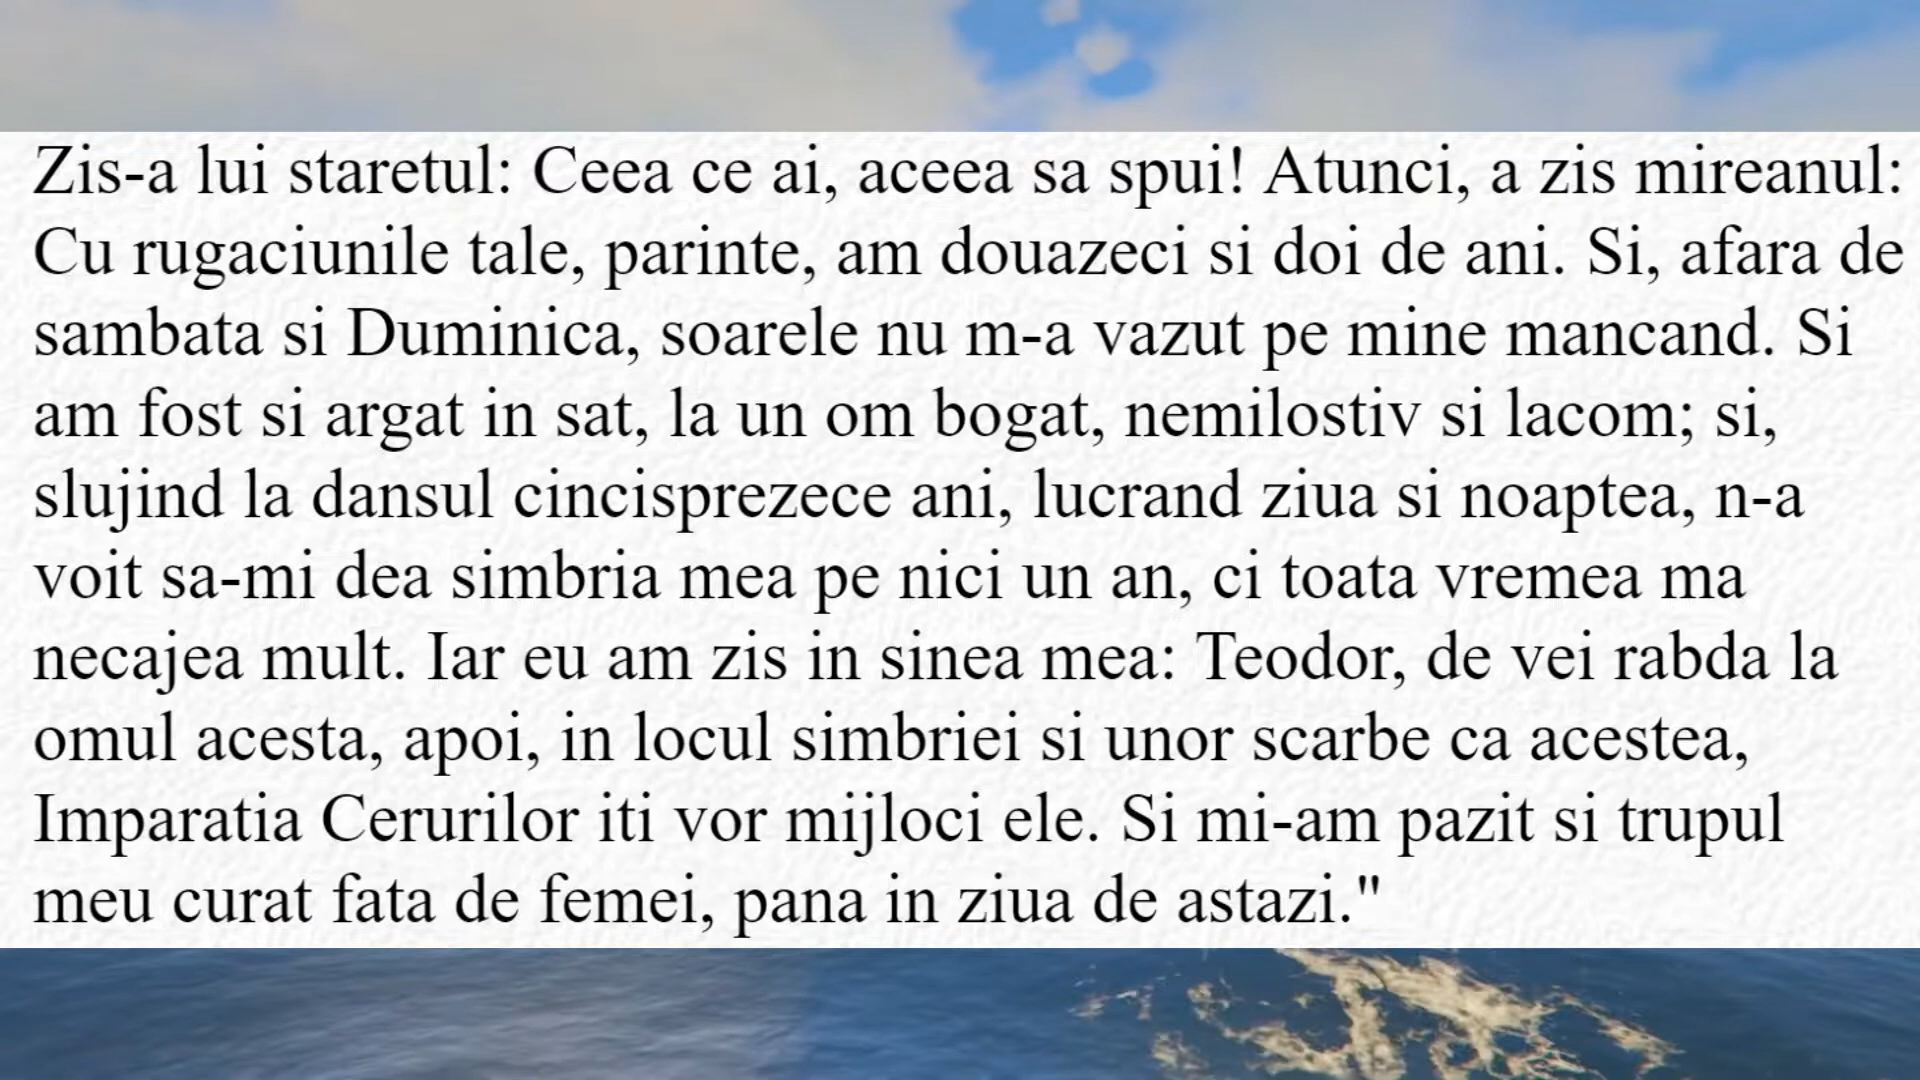 Zis-a lui staretul: Ceea ce ai, aceea sa spui! Atunci, a zis mireanul:
Cu rugaciunile tale, parinte, am douazeci si doi de ani. Si, afara de
sambata si Duminica, soarele nu m-a vazut pe mine mancand. Si
am fost si argat in sat, la un om bogat, nemilostiv si lacom; si,
slujind la dansul cincisprezece ani, lucrand ziua si noaptea, n-a
voit sa-mi dea simbria mea pe nici un an, ci toata vremea ma
necajea mult. Iar eu am zis in sinea mea: Teodor, de vei rabda la
omul acesta, apoi, in locul simbriei si unor scarbe ca acestea,
Imparatia Cerurilor iti vor mijloci ele. Si mi-am pazit si trupul
meu curat fata de femei, pana in ziua de astazi."